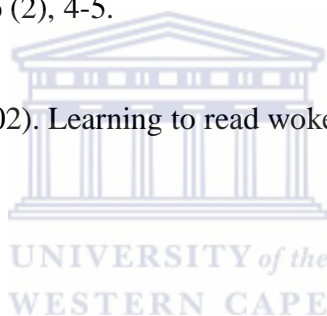 (2), 4-5.
02). Learning to read woke
UNIVERSITY of the
WESTERN CAPE